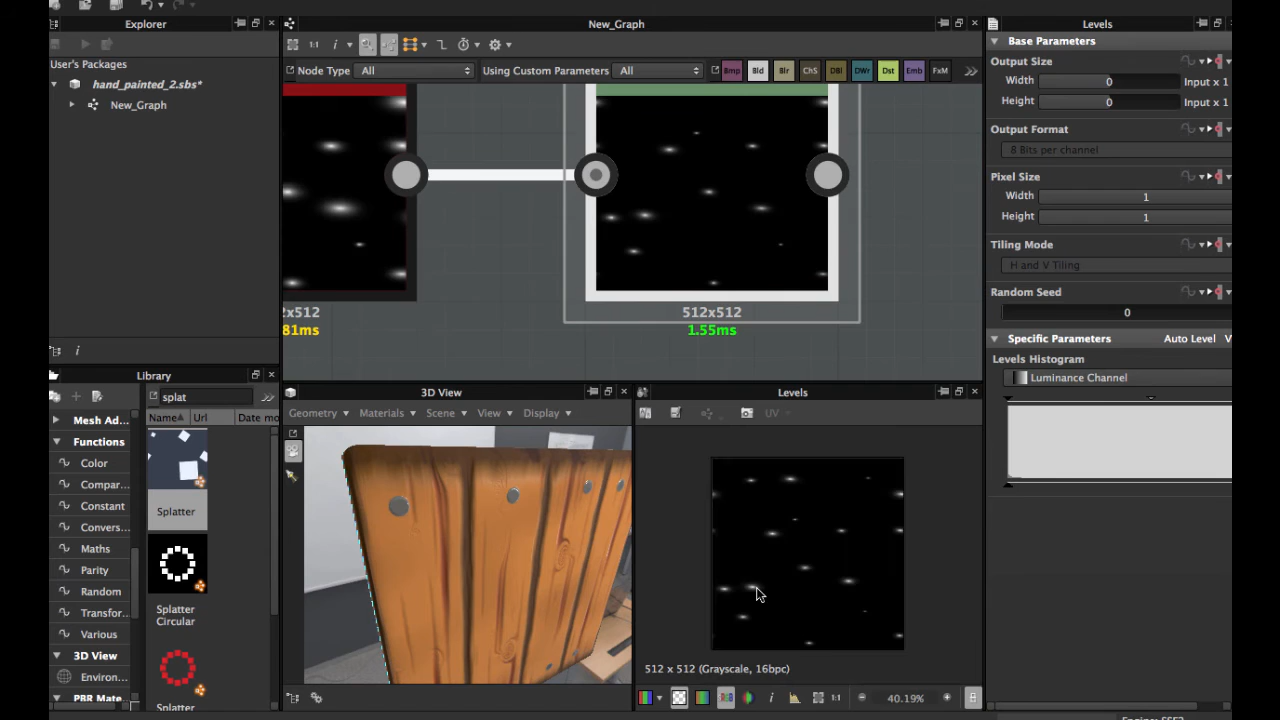 Explorer
New_Graph
Levels
1:1
i
Node Type
All
Using Custom Parameters
All
Bmp
Bld
Blr
ChS
DBl
DWr
Dst
Emb
FxM
User's Packages
hand_painted_2.sbs*
New_Graph
Base Parameters
Output Size
Width
0
Input x 1
Height
0
Input x 1
Output Format
8 Bits per channel
Pixel Size
Width
1
Height
1
Tiling Mode
H and V Tiling
Random Seed
0
Specific Parameters
Auto Level
Levels Histogram
Luminance Channel
512x512
81ms
1.55ms
Library
splat
Name
Url
Date mo
Mesh Ad...
Functions
Color
Compar...
Constant
Convers...
Maths
Parity
Random
Transfor...
Various
3D View
Environ...
PBR Mate
Splatter
Splatter
Circular
Splatter
3D View
Geometry
Materials
Scene
View
Display
Levels
UV
512 x 512 (Grayscale, 16bpc)
1:1
40.19%